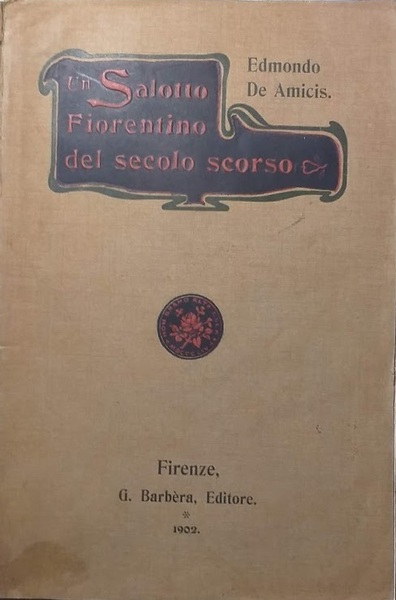 Un Salotto
Fiorentino
del secolo scorso
Edmondo
De Amicis.
Firenze,
G. Barbèra, Editore.
*
1902.